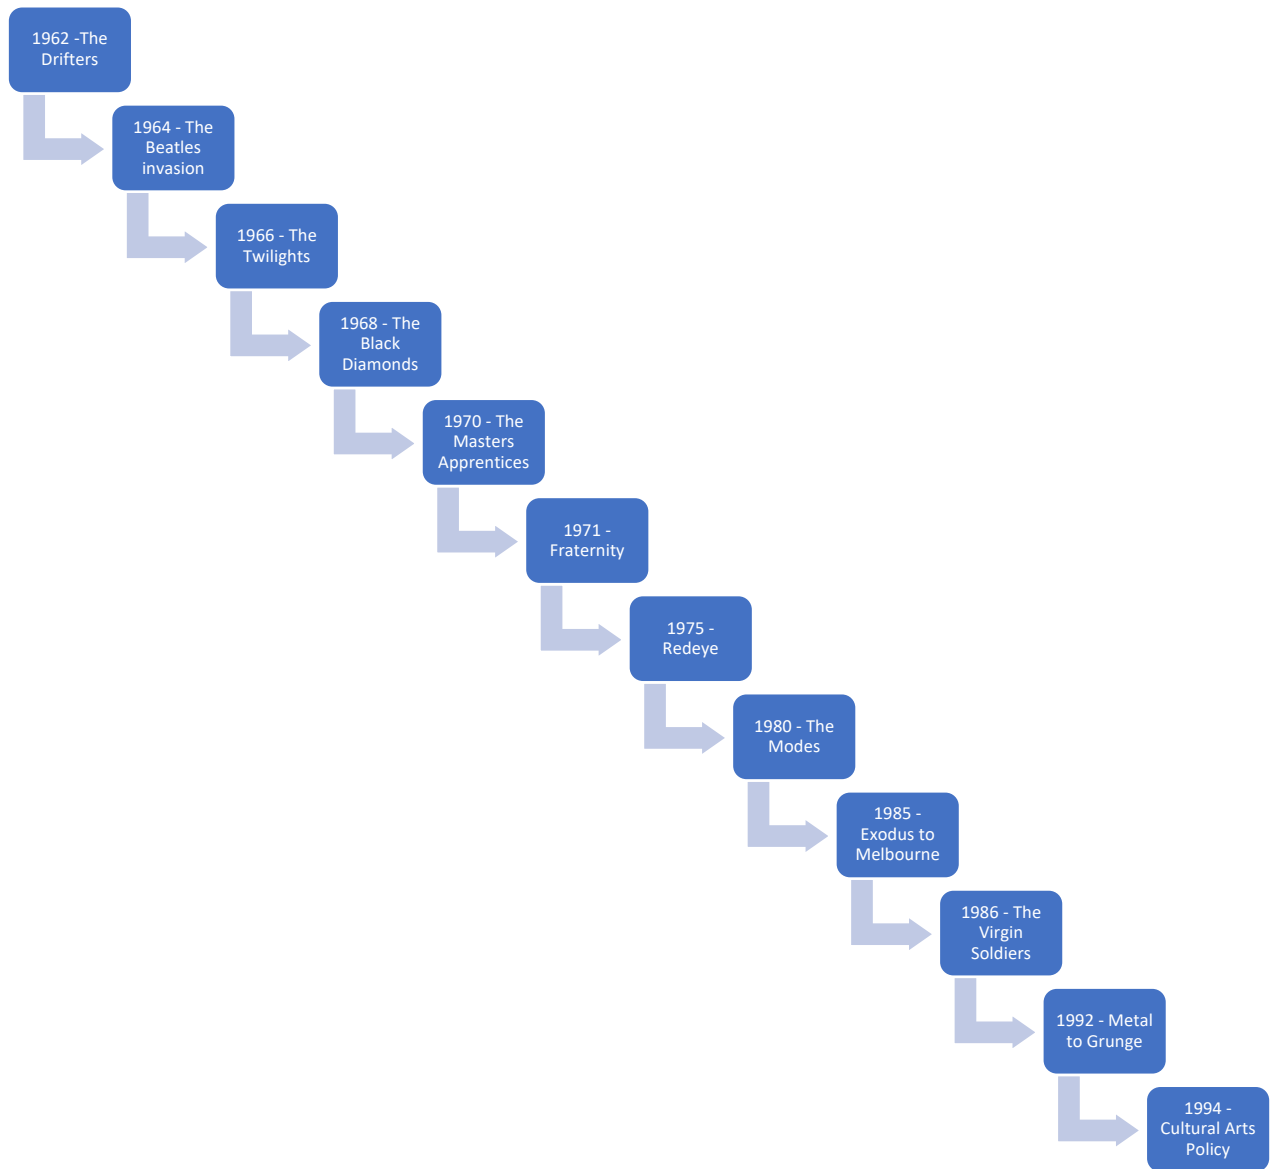 1962 -The
Drifters
1964 - The
Beatles
invasion
1966 - The
Twilights
1968 - The
Black
Diamonds
1970 - The
Masters
Apprentices
1971 -
Fraternity
1975 -
Redeye
1980 - The
Modes
1985 -
Exodus to
Melbourne
1986 - The
Virgin
Soldiers
1992 - Metal
to Grunge
1994 -
Cultural Arts
Policy